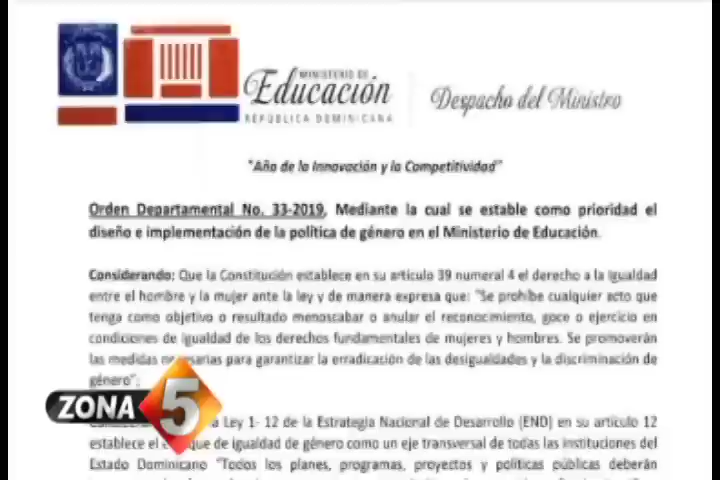 MINISTERIO DE
Educación
REPÚBLICA DOMINICANA
Despacho del Ministro
"Año de la Innovación y la Competitividad"
Orden Departamental No. 33-2019, Mediante la cual se estable como prioridad el
diseño e implementación de la política de género en el Ministerio de Educación.
Considerando: Que la Constitución establece en su artículo 39 numeral 4 el derecho a la igualdad
entre el hombre y la mujer ante la ley y de manera expresa que: "Se prohíbe cualquier acto que
tenga como objetivo o resultado menoscabar o anular el reconocimiento, goce o ejercicio en
condiciones de igualdad de los derechos fundamentales de mujeres y hombres. Se promoverán
las medidas para garantizar la erradicación de las desigualdades y la discriminación de
género".
ZONA 5
Ley 1- 12 de la Estrategia Nacional de Desarrollo (END) en su artículo 12
establece el de igualdad de género como un eje transversal de todas las instituciones del
Estado Dominicano "Todos los planes, programas, proyectos y políticas públicas deberán